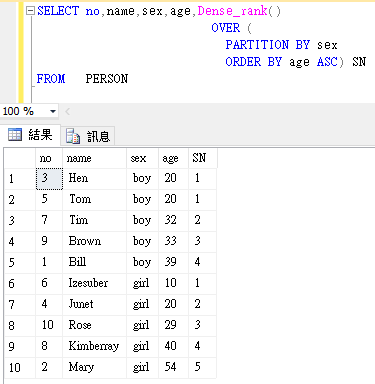 SELECT no,name,sex,age,Dense_rank()
OVER (
PARTITION BY sex
ORDER BY age ASC) SN
FROM PERSON
100 %
結果 訊息
no name sex age SN
1 3 Hen boy 20 1
2 5 Tom boy 20 1
3 7 Tim boy 32 2
4 9 Brown boy 33 3
5 1 Bill boy 39 4
6 6 Izesuber girl 10 1
7 4 Junet girl 20 2
8 10 Rose girl 29 3
9 8 Kimberray girl 40 4
10 2 Mary girl 54 5